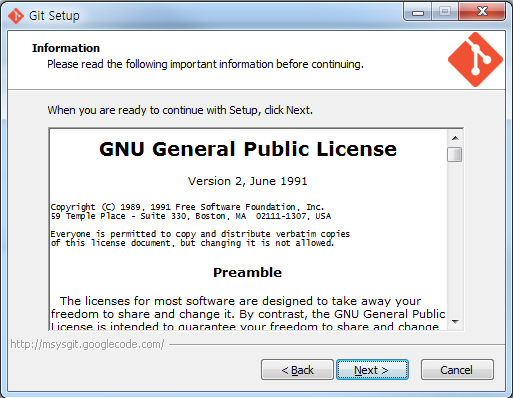 Git Setup
Information
Please read the following important information before continuing.
When you are ready to continue with Setup, click Next.
GNU General Public License
Version 2, June 1991
Copyright (C) 1989, 1991 Free Software Foundation, Inc.
59 Temple Place - Suite 330, Boston, MA  02111-1307, USA
Everyone is permitted to copy and distribute verbatim copies
of this license document, but changing it is not allowed.
Preamble
The licenses for most software are designed to take away your
freedom to share and change it. By contrast, the GNU General Public
License is intended to guarantee your freedom to share and change
http://msysgit.googlecode.com/
< Back
Next >
Cancel